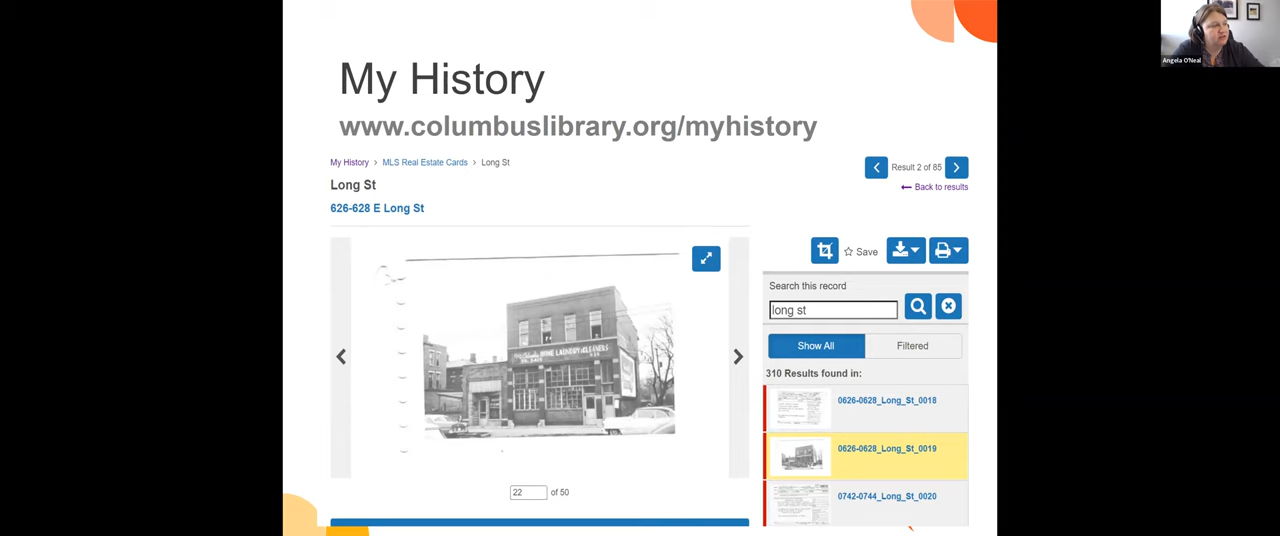 My History
www.columbuslibrary.org/myhistory
My History > MLS Real Estate Cards > Long St
Result 2 of 85
Back to results
Long St
626-628 E Long St
Save
Search this record
long st
Show All
Filtered
310 Results found in:
0626-0628_Long_St_0018
0626-0628_Long_St_0019
0742-0744_Long_St_0020
LAUNDRY CLEANERS
22 of 50
Angela O'Neal